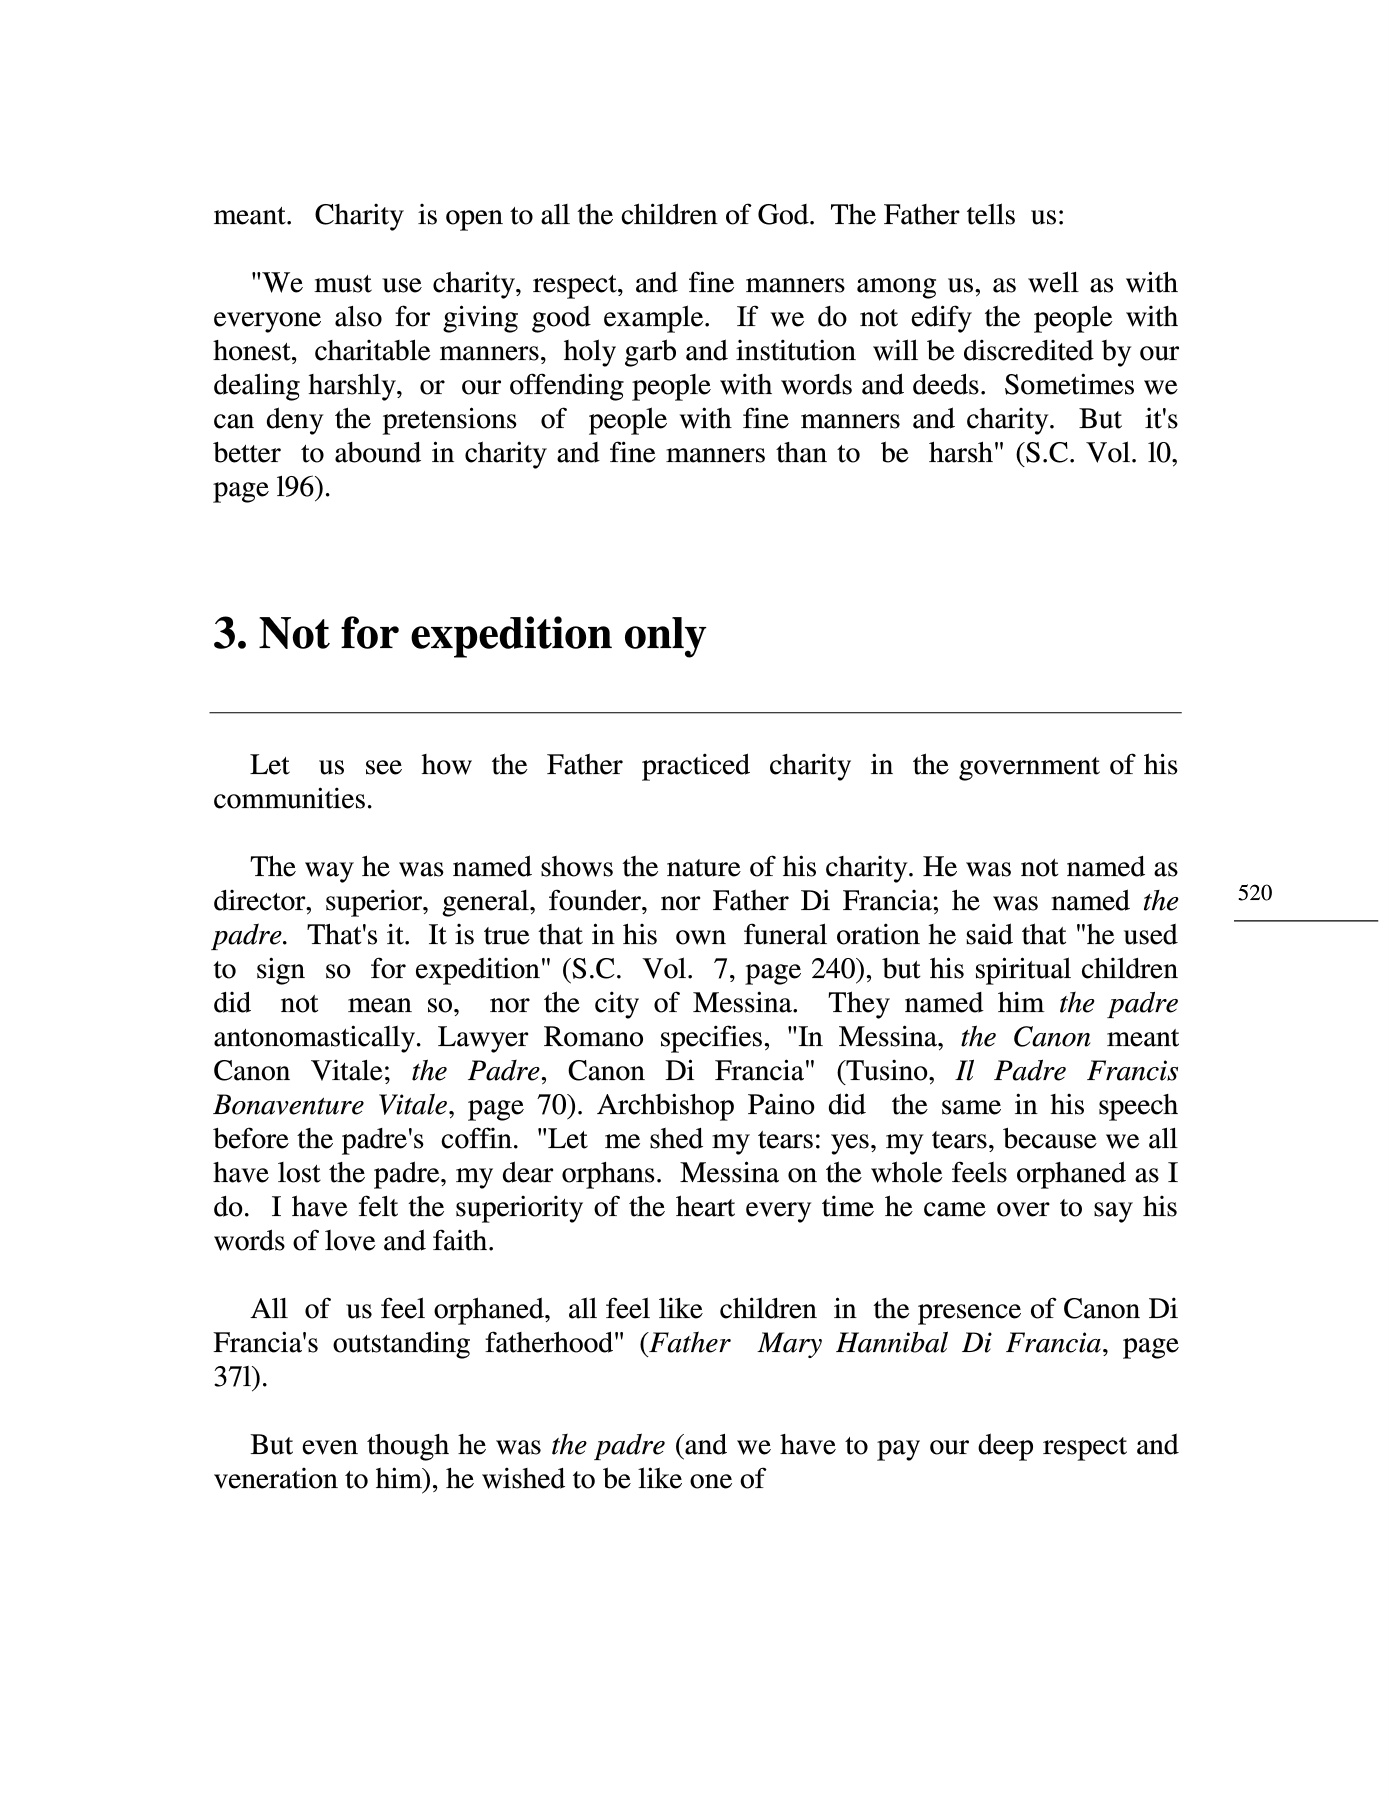 meant. Charity is open to all the children of God. The Father tells us:
"We must use charity, respect, and fine manners among us, as well as with
everyone also for giving good example. If we do not edify the people with
honest, charitable manners, holy garb and institution will be discredited by our
dealing harshly, or our offending people with words and deeds. Sometimes we
can deny the pretensions of people with fine manners and charity. But it's
better to abound in charity and fine manners than to be harsh" (S.C. Vol. l0,
page l96).
3. Not for expedition only
Let us see how the Father practiced charity in the government of his
communities.
The way he was named shows the nature of his charity. He was not named as
director, superior, general, founder, nor Father Di Francia; he was named the
padre. That's it. It is true that in his own funeral oration he said that "he used
to sign so for expedition" (S.C. Vol. 7, page 240), but his spiritual children
did not mean so, nor the city of Messina. They named him the padre
antonomastically. Lawyer Romano specifies, "In Messina, the Canon meant
Canon Vitale; the Padre, Canon Di Francia" (Tusino, Il Padre Francis
Bonaventure Vitale, page 70). Archbishop Paino did the same in his speech
before the padre's coffin. "Let me shed my tears: yes, my tears, because we all
have lost the padre, my dear orphans. Messina on the whole feels orphaned as I
do. I have felt the superiority of the heart every time he came over to say his
words of love and faith.
All of us feel orphaned, all feel like children in the presence of Canon Di
Francia's outstanding fatherhood" (Father Mary Hannibal Di Francia, page
37l).
But even though he was the padre (and we have to pay our deep respect and
veneration to him), he wished to be like one of
520